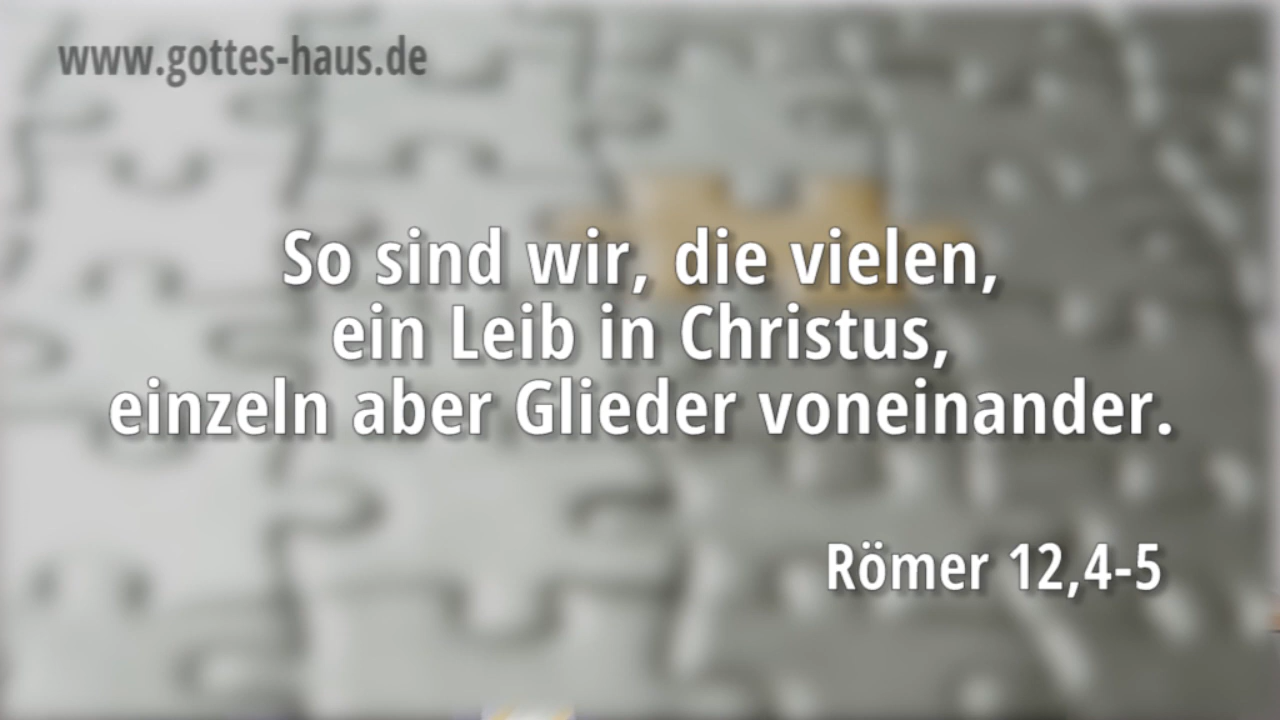 www.gottes-haus.de
So sind wir, die vielen,
ein Leib in Christus,
einzeln aber Glieder voneinander.
Römer 12,4-5